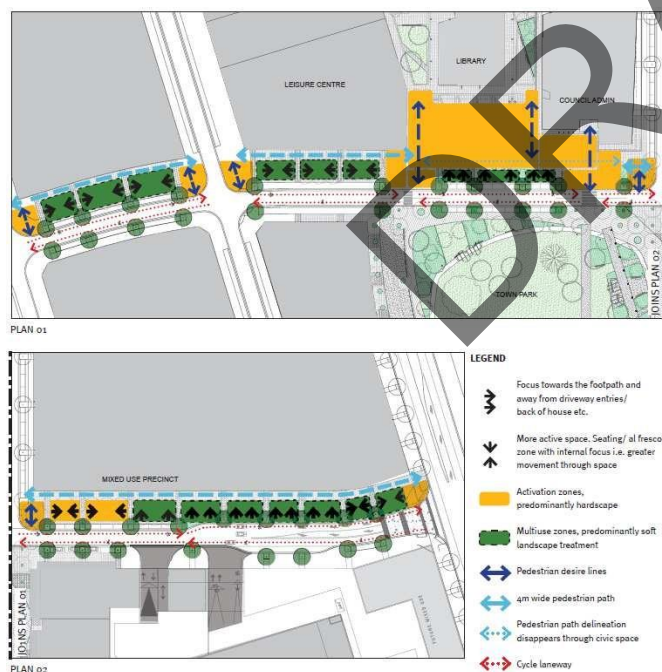 LIBRARY
LEISURE CENTRE
COUNCIL ADMIN
TOWN PARK
JOINS PLAN 02
PLAN 01
MIXED USE PRECINCT
JOINS PLAN 01
PLAN 02
LEGEND
Focus towards the footpath and
away from driveway entries/
back of house etc.
More active space. Seating/ al fresco
zone with internal focus i.e. greater
movement through space
Activation zones,
predominantly hardscape
Multiuse zones, predominantly soft
landscape treatment
Pedestrian desire lines
4m wide pedestrian path
Pedestrian path delineation
disappears through civic space
Cycle laneway